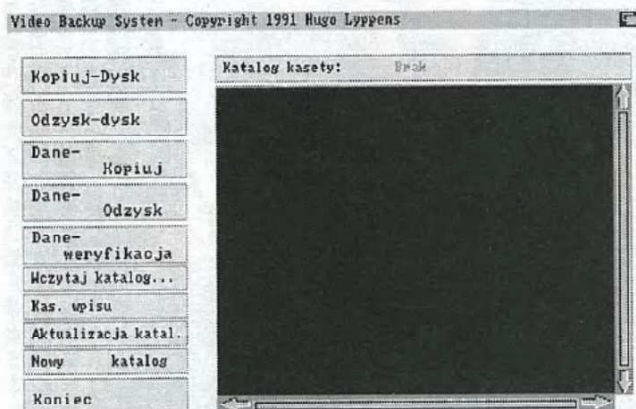 Video Backup System - Copyright 1991 Hugo Lyppens
Kopiuj-Dysk
Odzysk-dysk
Dane-
Kopiuj
Dane-
Odzysk
Dane-
weryfikacja
Wczytaj katalog...
Kas. wpisu
Aktualizacja katal.
Nowy katalog
Koniec
Katalog kasety: Brak